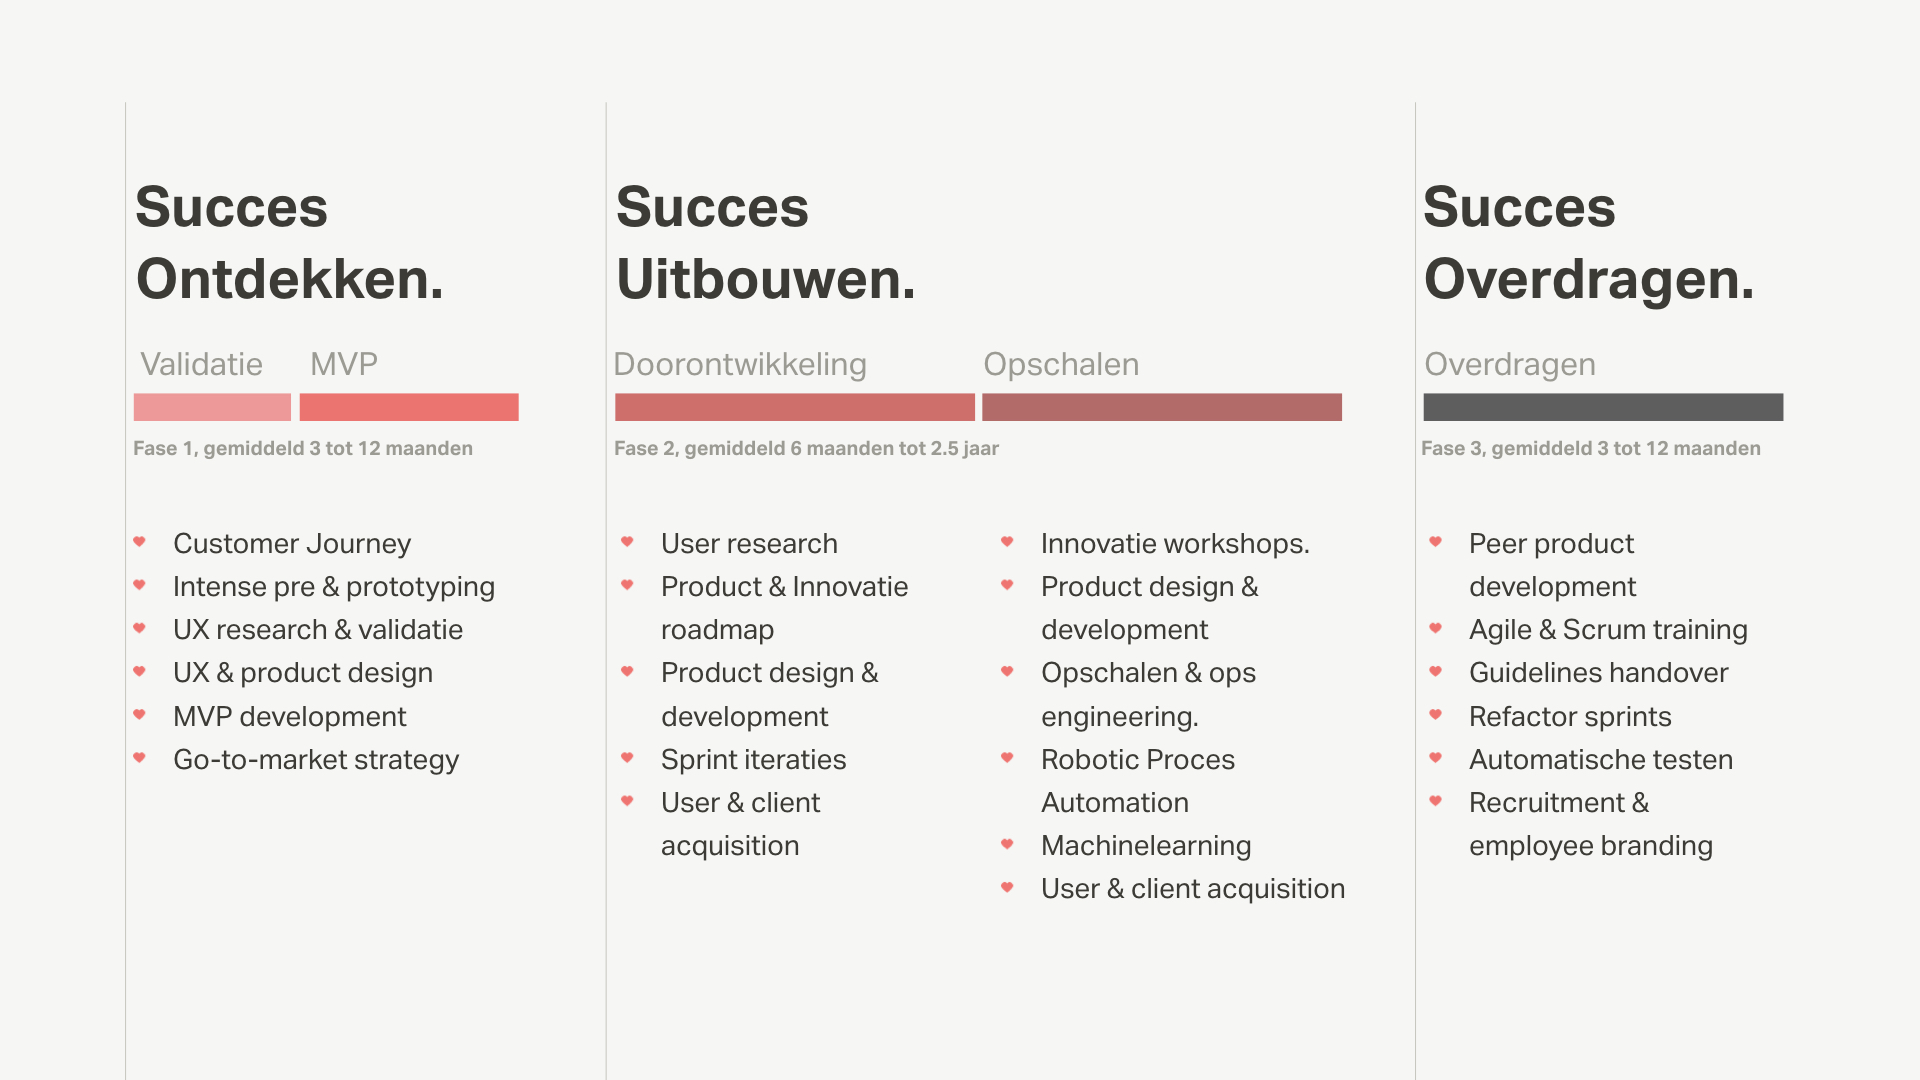 Succes
Ontdekken.
Validatie
MVP
Fase 1, gemiddeld 3 tot 12 maanden
Customer Journey
Intense pre & prototyping
UX research & validatie
UX & product design
MVP development
Go-to-market strategy
Succes
Uitbouwen.
Doorontwikkeling
Opschalen
Fase 2, gemiddeld 6 maanden tot 2.5 jaar
User research
Product & Innovatie
roadmap
Product design &
development
Sprint iteraties
User & client
acquisition
Innovatie workshops.
Product design &
development
Opschalen & ops
engineering.
Robotic Proces
Automation
Machinelearning
User & client acquisition
Succes
Overdragen.
Overdragen
Fase 3, gemiddeld 3 tot 12 maanden
Peer product
development
Agile & Scrum training
Guidelines handover
Refactor sprints
Automatische testen
Recruitment &
employee branding